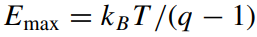 E_max = k_B T/(q − 1)